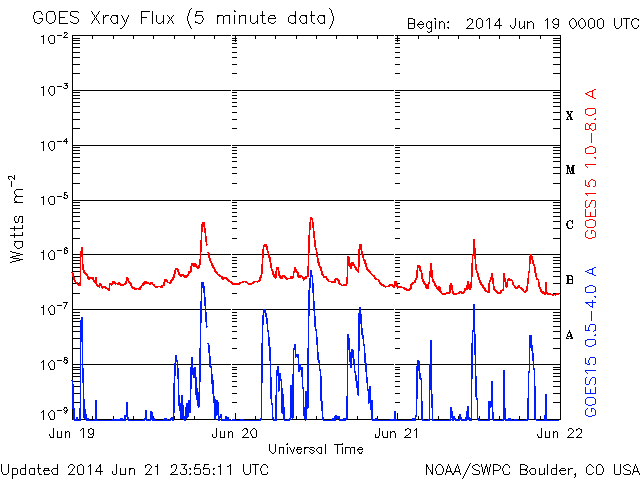 GOES Xray Flux (5 minute data)
Begin: 2014 Jun 19 0000 UTC
10⁻²
10⁻³
10⁻⁴
10⁻⁵
10⁻⁶
10⁻⁷
10⁻⁸
10⁻⁹
Watts m⁻²
X
M
C
B
A
GOES15 1.0-8.0 A
GOES15 0.5-4.0 A
Jun 19
Jun 20
Jun 21
Jun 22
Universal Time
Updated 2014 Jun 21 23:55:11 UTC
NOAA/SWPC Boulder, CO USA